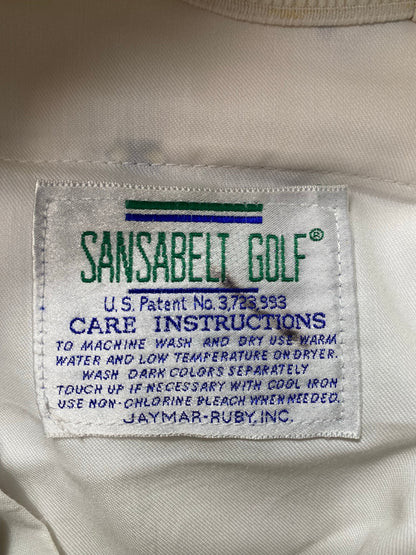 SANSABELT GOLF®
U.S. Patent No. 3,723,993
CARE INSTRUCTIONS
TO MACHINE WASH AND DRY USE WARM
WATER AND LOW TEMPERATURE ON DRYER.
WASH DARK COLORS SEPARATELY
TOUCH UP IF NECESSARY WITH COOL IRON
USE NON-CHLORINE BLEACH WHEN NEEDED.
JAYMAR-RUBY, INC.